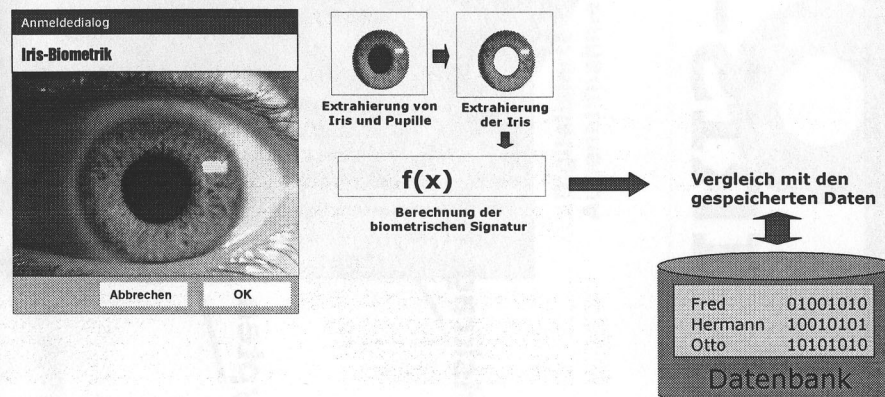 Anmeldedialog
Iris-Biometrik
Abbrechen OK
Extrahierung von
Iris und Pupille
Extrahierung
der Iris
f(x)
Berechnung der
biometrischen Signatur
Vergleich mit den
gespeicherten Daten
Fred 01001010
Hermann 10010101
Otto 10101010
Datenbank